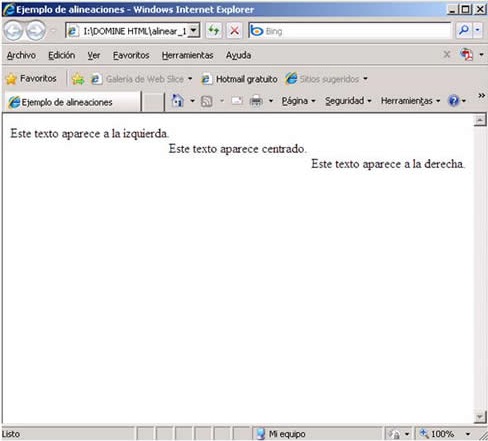 Ejemplo de alineaciones - Windows Internet Explorer
I:\DOMINE HTML\alinear_1 Bing
Archivo Edición Ver Favoritos Herramientas Ayuda
Favoritos Galería de Web Slice Hotmail gratuito Sitios sugeridos
Ejemplo de alineaciones Página Seguridad Herramientas
Este texto aparece a la izquierda.
Este texto aparece centrado.
Este texto aparece a la derecha.
Listo Mi equipo 100%